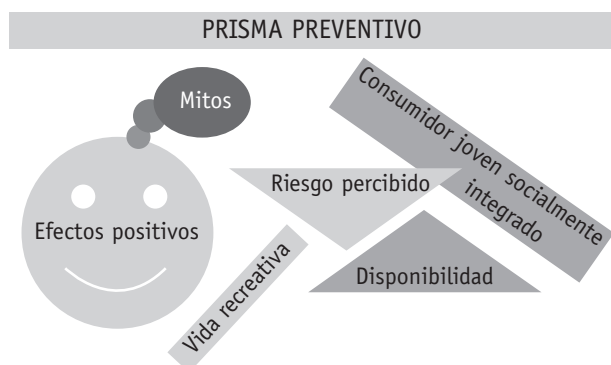 PRISMA PREVENTIVO
Mitos
Efectos positivos
Riesgo percibido
Consumidor joven socialmente
integrado
Vida recreativa
Disponibilidad